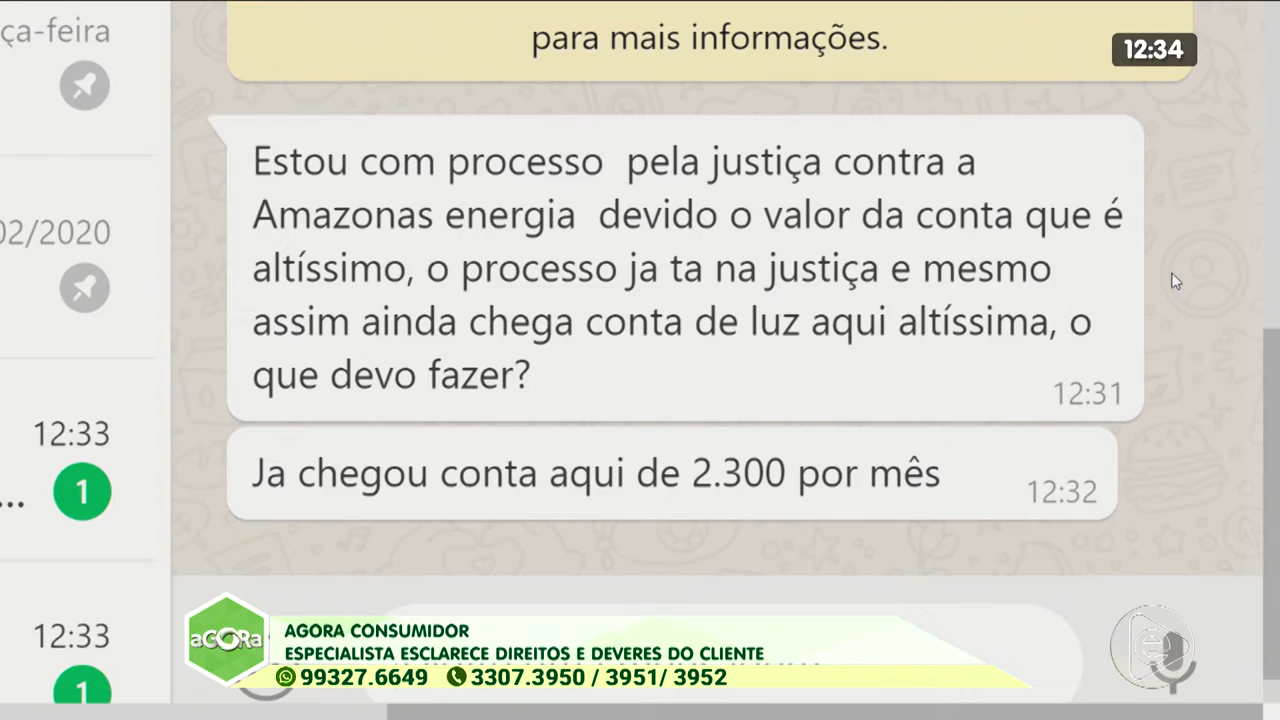 ça-feira
para mais informações.
12:34
Estou com processo pela justiça contra a
Amazonas energia devido o valor da conta que é
altíssimo, o processo ja ta na justiça e mesmo
assim ainda chega conta de luz aqui altíssima, o
que devo fazer?
12:31
02/2020
12:33
1
...
Ja chegou conta aqui de 2.300 por mês
12:32
12:33
1
aGORa
AGORA CONSUMIDOR
ESPECIALISTA ESCLARECE DIREITOS E DEVERES DO CLIENTE
99327.6649 3307.3950 / 3951/ 3952